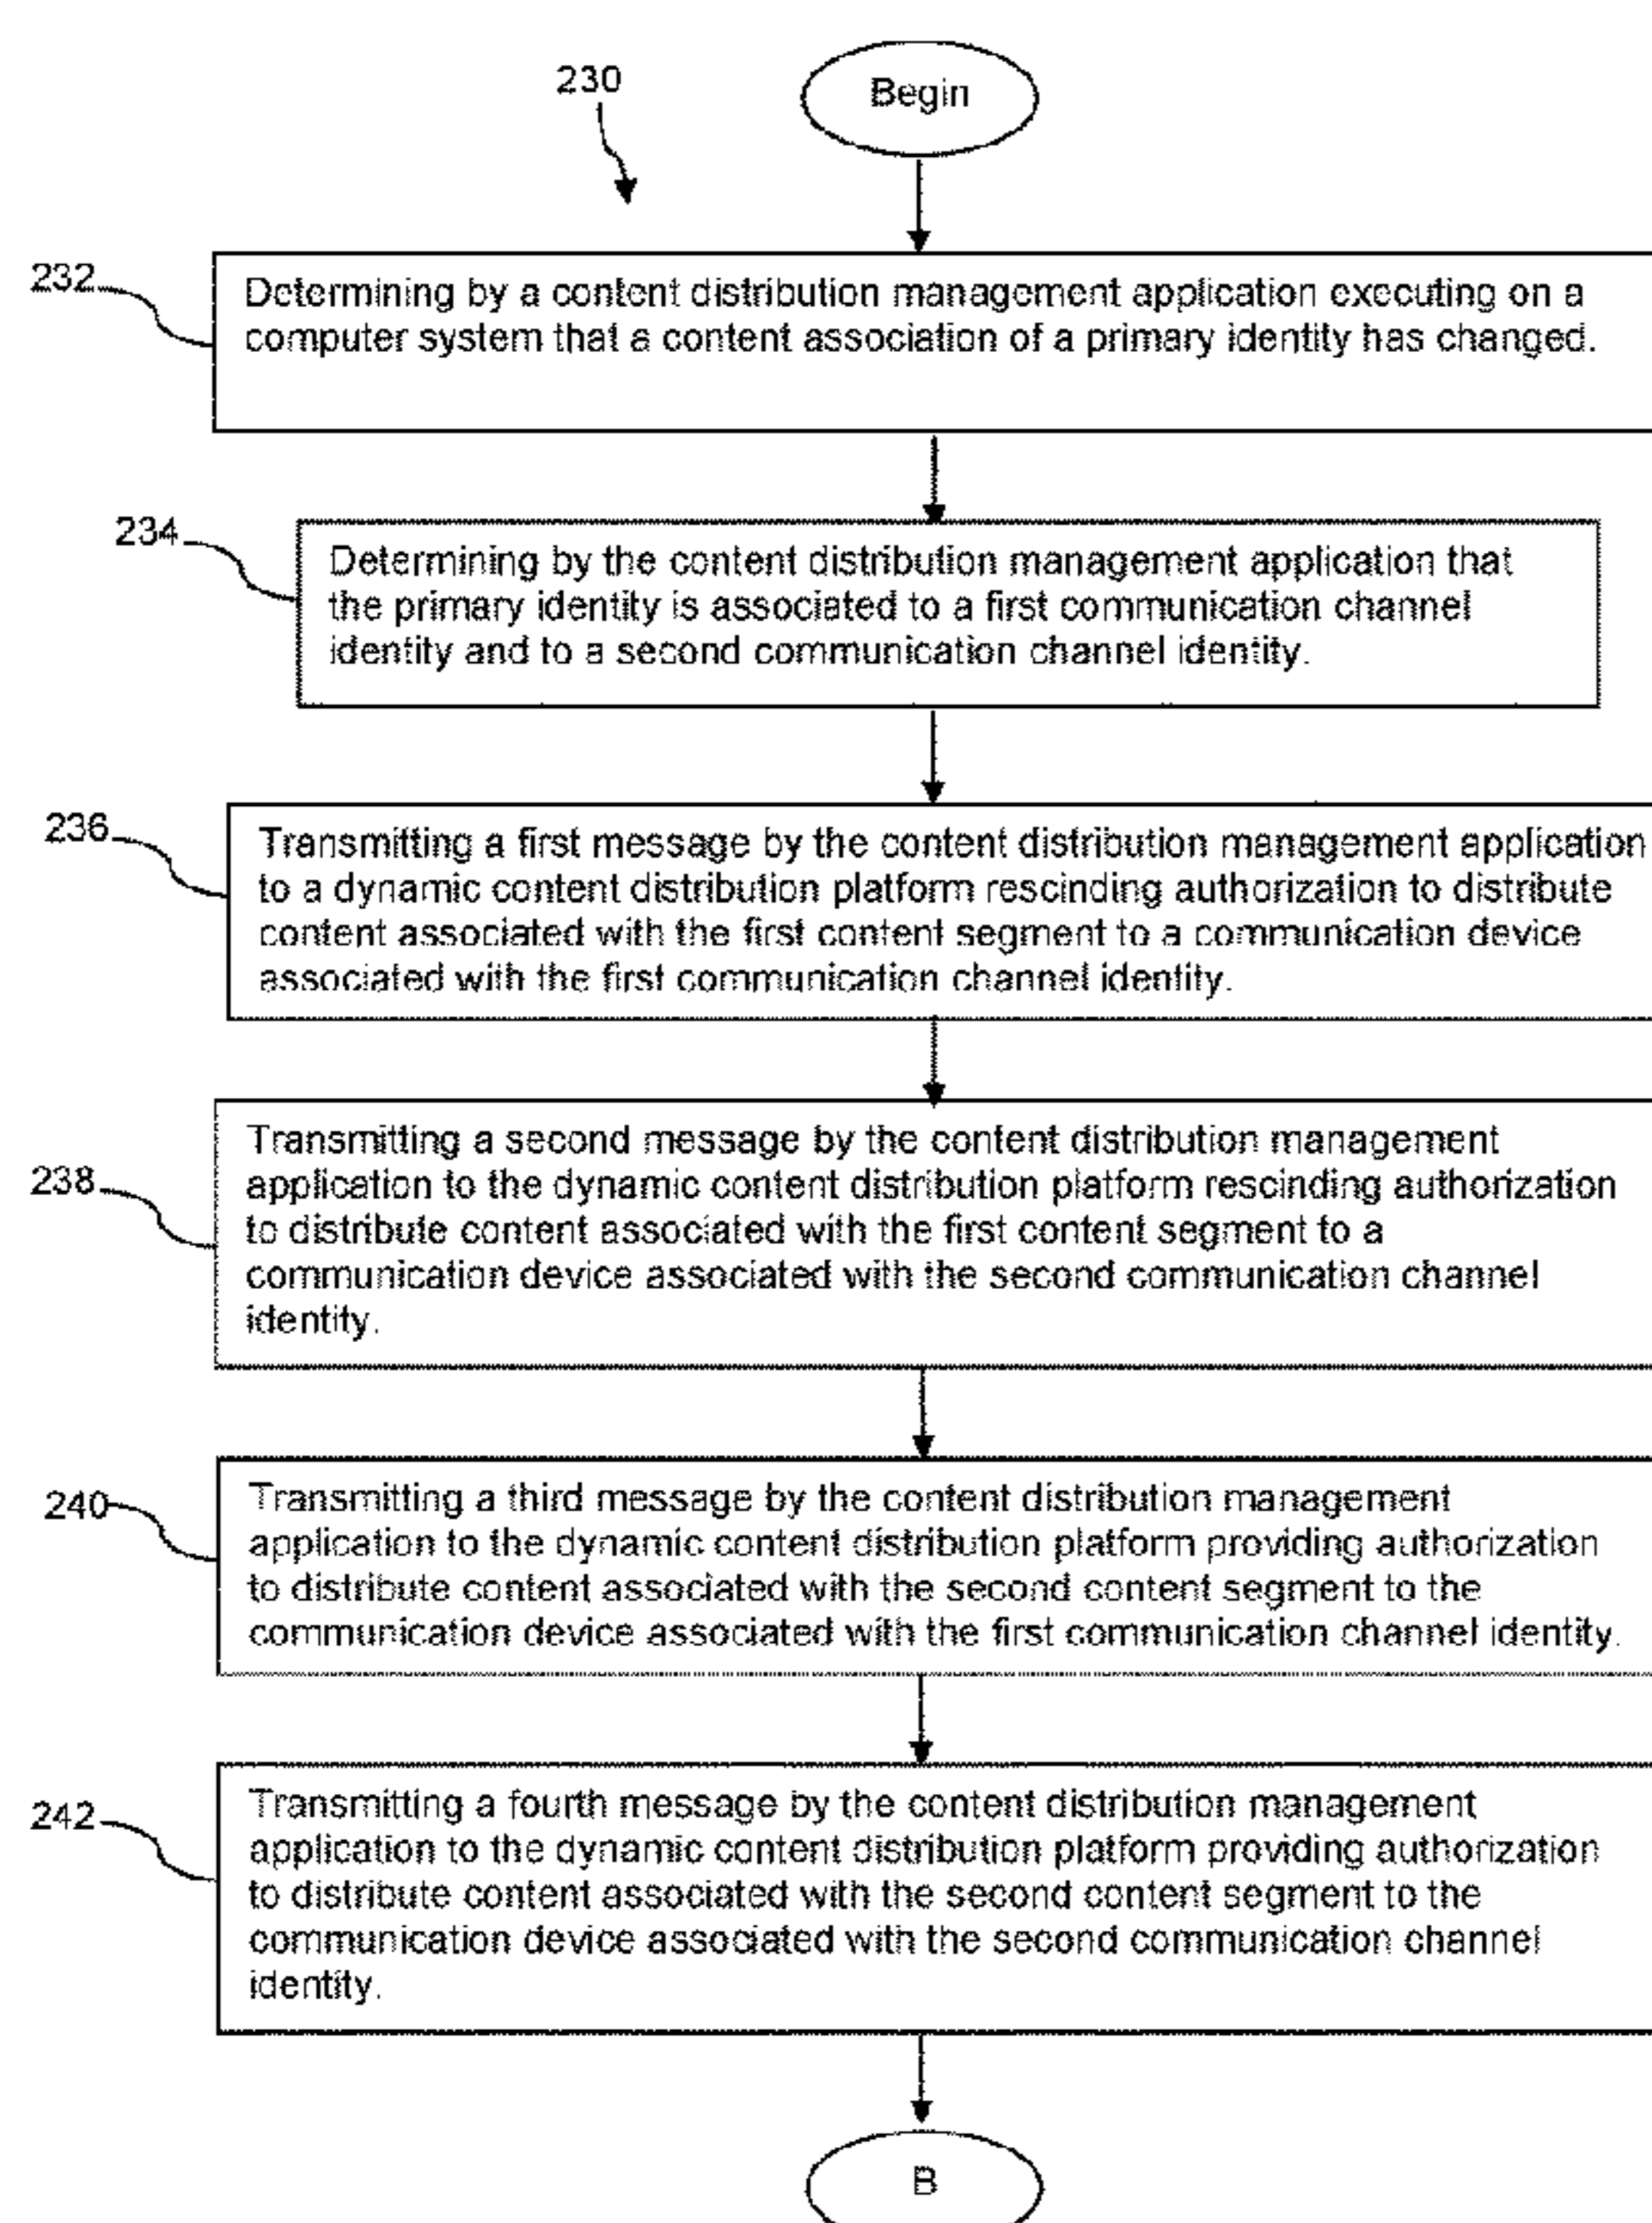 230
Begin
232
Determining by a content distribution management application executing on a
computer system that a content association of a primary identity has changed.
234
Determining by the content distribution management application that
the primary identity is associated to a first communication channel
identity and to a second communication channel identity.
236
Transmitting a first message by the content distribution management application
to a dynamic content distribution platform rescinding authorization to distribute
content associated with the first content segment to a communication device
associated with the first communication channel identity.
238
Transmitting a second message by the content distribution management
application to the dynamic content distribution platform rescinding authorization
to distribute content associated with the first content segment to a
communication device associated with the second communication channel
identity.
240
Transmitting a third message by the content distribution management
application to the dynamic content distribution platform providing authorization
to distribute content associated with the second content segment to the
communication device associated with the first communication channel identity.
242
Transmitting a fourth message by the content distribution management
application to the dynamic content distribution platform providing authorization
to distribute content associated with the second content segment to the
communication device associated with the second communication channel
identity.
B